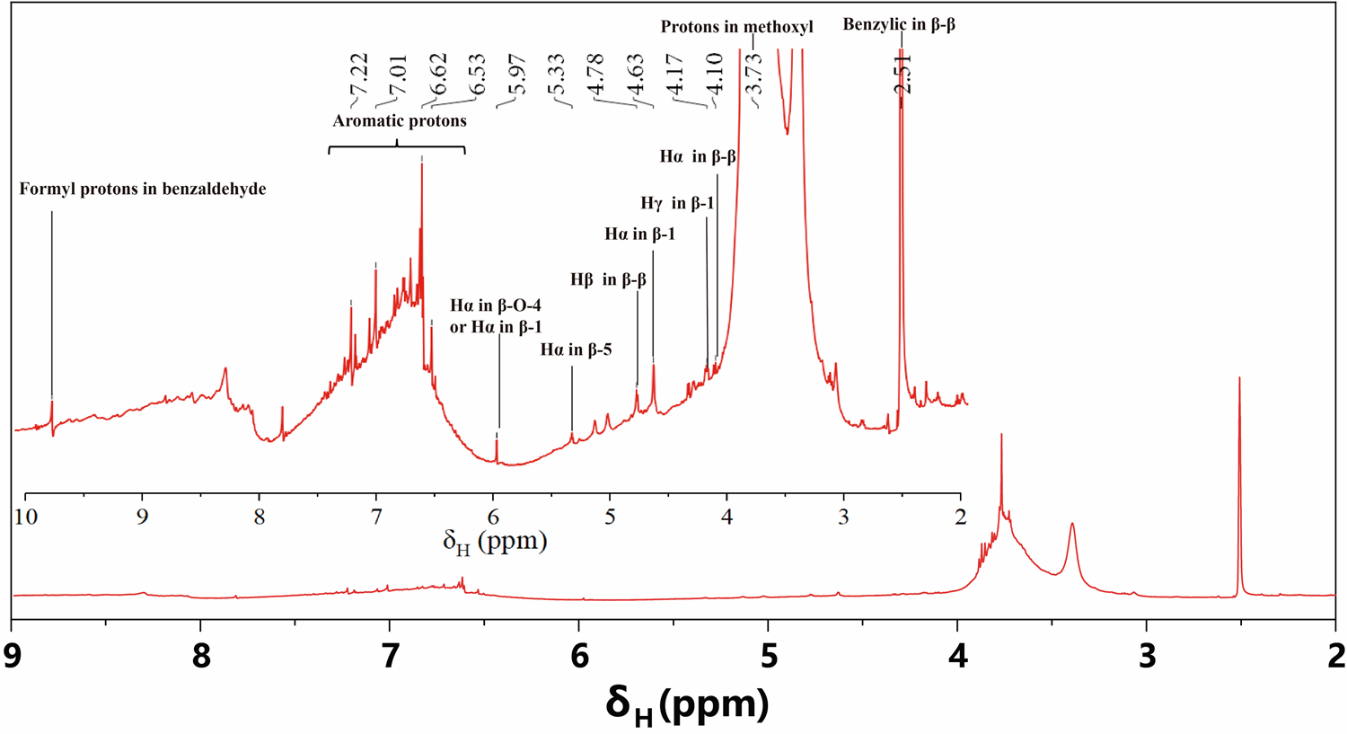 Protons in methoxyl
Benzylic in β-β
7.22
7.01
6.62
6.53
5.97
5.33
4.78
4.63
4.17
4.10
3.73
2.51
Aromatic protons
Formyl protons in benzaldehyde
Hα in β-β
Hγ in β-1
Hα in β-1
Hβ in β-β
Hα in β-O-4
or Hα in β-1
Hα in β-5
10 9 8 7 6 5 4 3 2
δH (ppm)
9 8 7 6 5 4 3 2
δH (ppm)